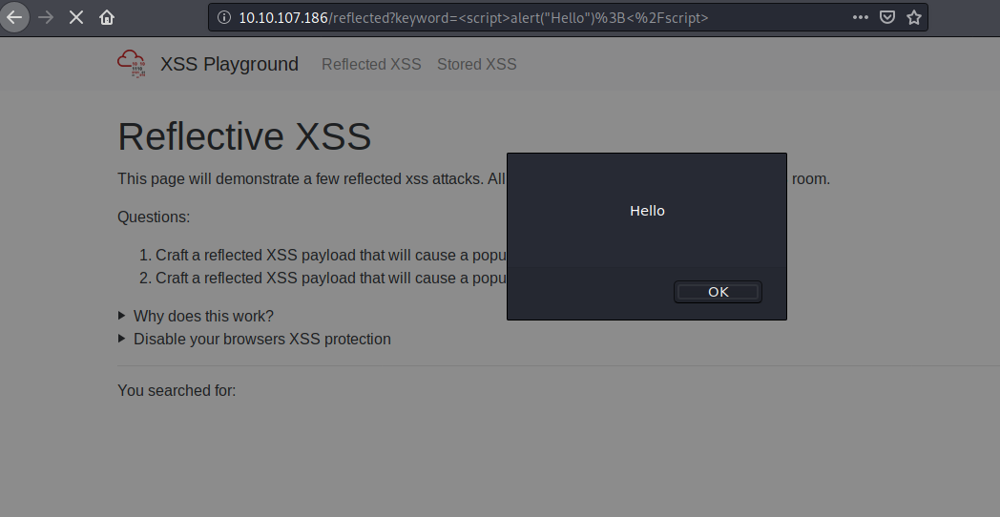 10.10.107.186/reflected?keyword=<script>alert("Hello")%3B<%2Fscript>
XSS Playground Reflected XSS Stored XSS
Reflective XSS
This page will demonstrate a few reflected xss attacks. All room.
Hello
Questions:
1. Craft a reflected XSS payload that will cause a popu
2. Craft a reflected XSS payload that will cause a popu
OK
Why does this work?
Disable your browsers XSS protection
You searched for: